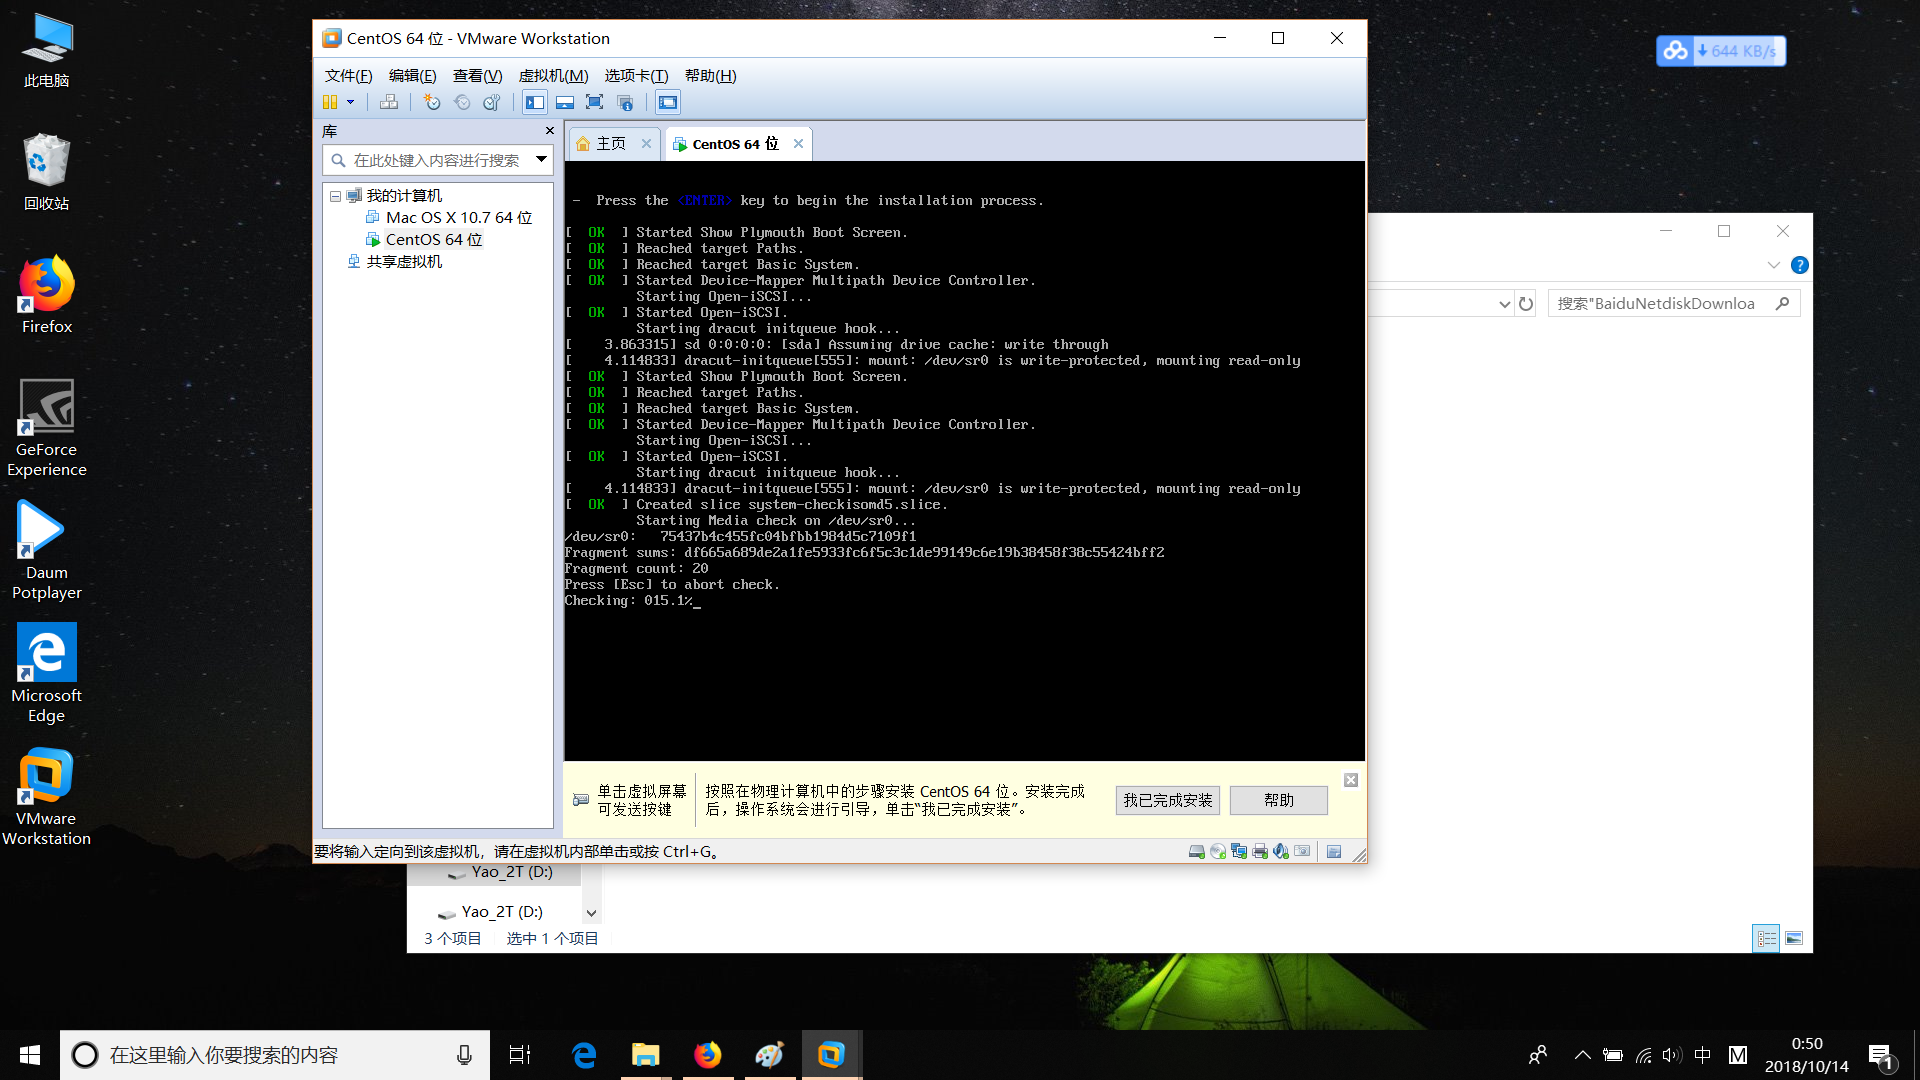 此电脑
回收站
Firefox
GeForce
Experience
Daum
Potplayer
Microsoft
Edge
VMware
Workstation
CentOS 64 位 - VMware Workstation
文件(F) 编辑(E) 查看(V) 虚拟机(M) 选项卡(T) 帮助(H)
库
在此处键入内容进行搜索
我的计算机
Mac OS X 10.7 64 位
CentOS 64 位
共享虚拟机
主页
CentOS 64 位
- Press the <ENTER> key to begin the installation process.
[ OK ] Started Show Plymouth Boot Screen.
[ OK ] Reached target Paths.
[ OK ] Reached target Basic System.
[ OK ] Started Device-Mapper Multipath Device Controller.
Starting Open-iSCSI...
[ OK ] Started Open-iSCSI.
Starting dracut initqueue hook...
[ 3.863315] sd 0:0:0:0: [sda] Assuming drive cache: write through
[ 4.114833] dracut-initqueue[555]: mount: /dev/sr0 is write-protected, mounting read-only
[ OK ] Started Show Plymouth Boot Screen.
[ OK ] Reached target Paths.
[ OK ] Reached target Basic System.
[ OK ] Started Device-Mapper Multipath Device Controller.
Starting Open-iSCSI...
[ OK ] Started Open-iSCSI.
Starting dracut initqueue hook...
[ 4.114833] dracut-initqueue[555]: mount: /dev/sr0 is write-protected, mounting read-only
[ OK ] Created slice system-checkisomd5.slice.
Starting Media check on /dev/sr0...
/dev/sr0: 75437b4c455fc04bfbb1984d5c7109f1
Fragment sums: df665a689de2a1fe5933fc6f5c3c1de99149c6e19b38458f38c55424bff2
Fragment count: 20
Press [Esc] to abort check.
Checking: 015.1%_
单击虚拟屏幕
可发送按键
按照在物理计算机中的步骤安装 CentOS 64 位。安装完成
后，操作系统会进行引导，单击“我已完成安装”。
我已完成安装
帮助
要将输入定向到该虚拟机，请在虚拟机内部单击或按 Ctrl+G。
644 KB/s
搜索"BaiduNetdiskDownloa
Yao_2T (D:)
Yao_2T (D:)
3 个项目 选中 1 个项目
在这里输入你要搜索的内容
中
M
0:50
2018/10/14
1